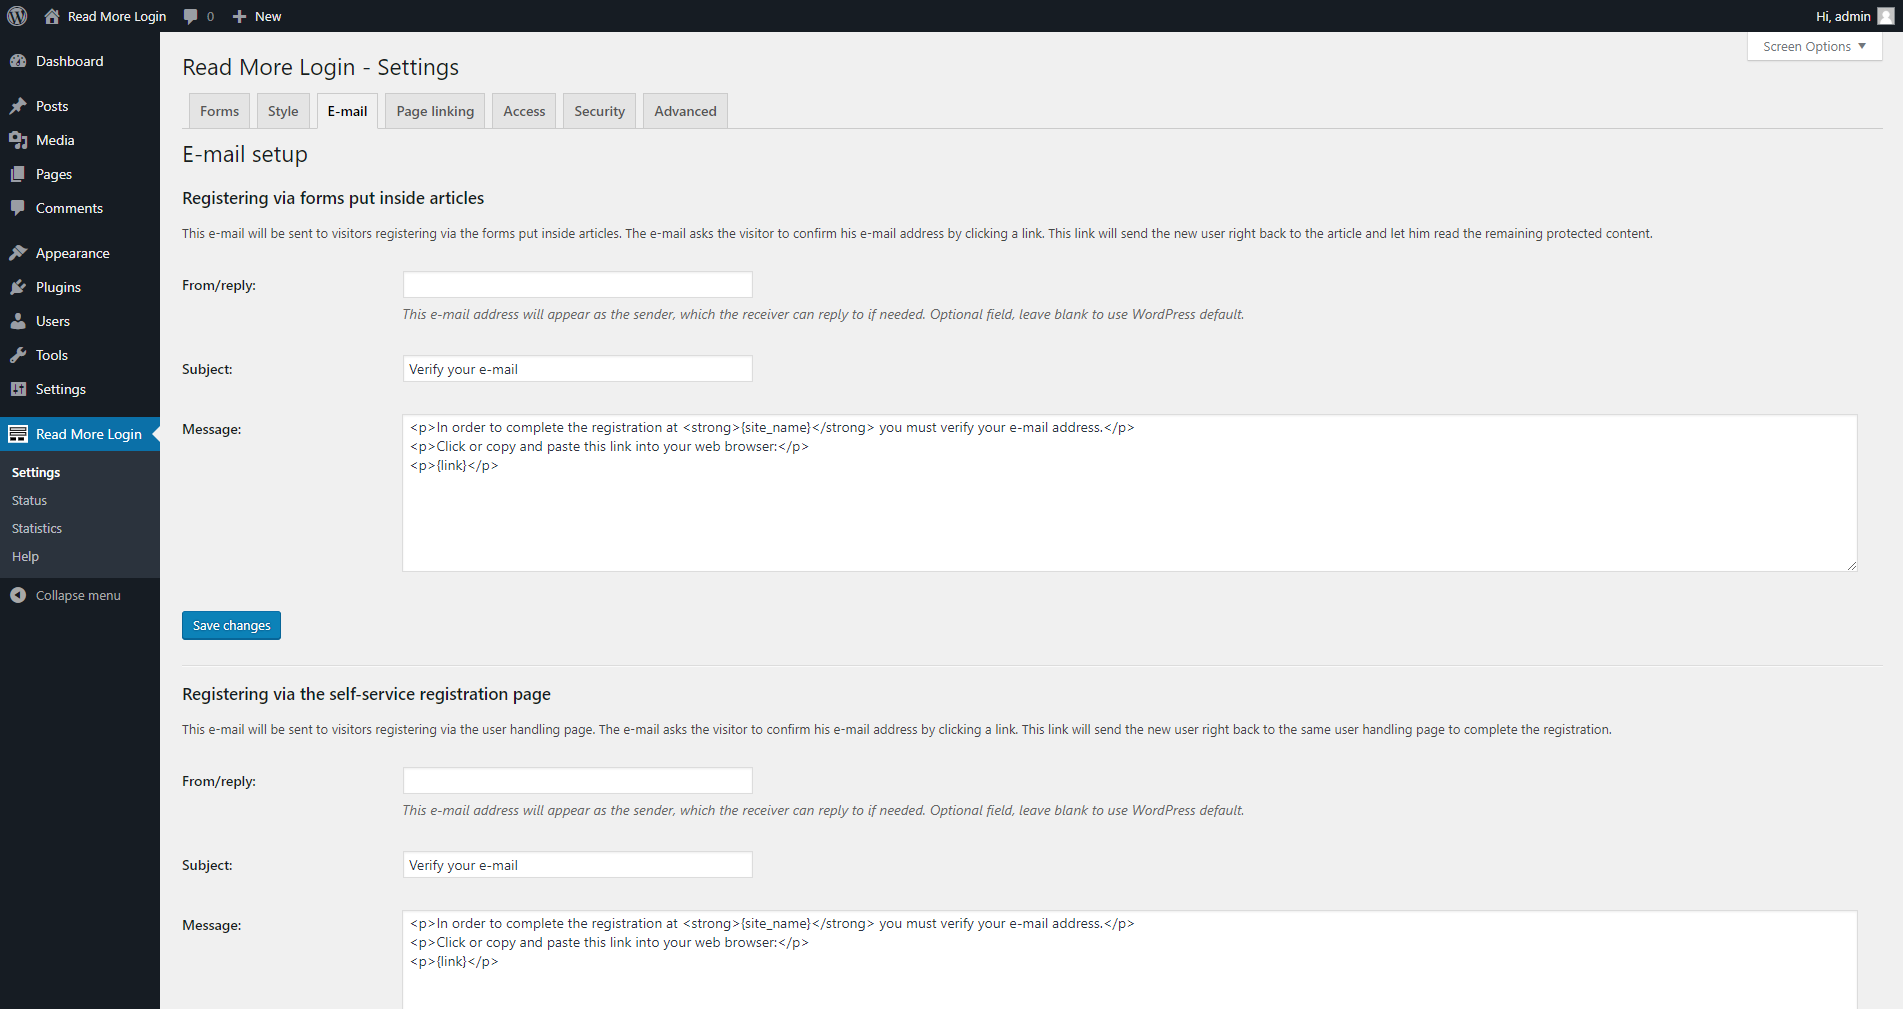 Read More Login 0 New Hi, admin
Screen Options
Dashboard
Posts
Media
Pages
Comments
Appearance
Plugins
Users
Tools
Settings
Read More Login
Settings
Status
Statistics
Help
Collapse menu
Read More Login - Settings
Forms Style E-mail Page linking Access Security Advanced
E-mail setup
Registering via forms put inside articles
This e-mail will be sent to visitors registering via the forms put inside articles. The e-mail asks the visitor to confirm his e-mail address by clicking a link. This link will send the new user right back to the article and let him read the remaining protected content.
From/reply:
This e-mail address will appear as the sender, which the receiver can reply to if needed. Optional field, leave blank to use WordPress default.
Subject: Verify your e-mail
Message: <p>In order to complete the registration at <strong>{site_name}</strong> you must verify your e-mail address.</p>
<p>Click or copy and paste this link into your web browser:</p>
<p>{link}</p>
Save changes
Registering via the self-service registration page
This e-mail will be sent to visitors registering via the user handling page. The e-mail asks the visitor to confirm his e-mail address by clicking a link. This link will send the new user right back to the same user handling page to complete the registration.
From/reply:
This e-mail address will appear as the sender, which the receiver can reply to if needed. Optional field, leave blank to use WordPress default.
Subject: Verify your e-mail
Message: <p>In order to complete the registration at <strong>{site_name}</strong> you must verify your e-mail address.</p>
<p>Click or copy and paste this link into your web browser:</p>
<p>{link}</p>